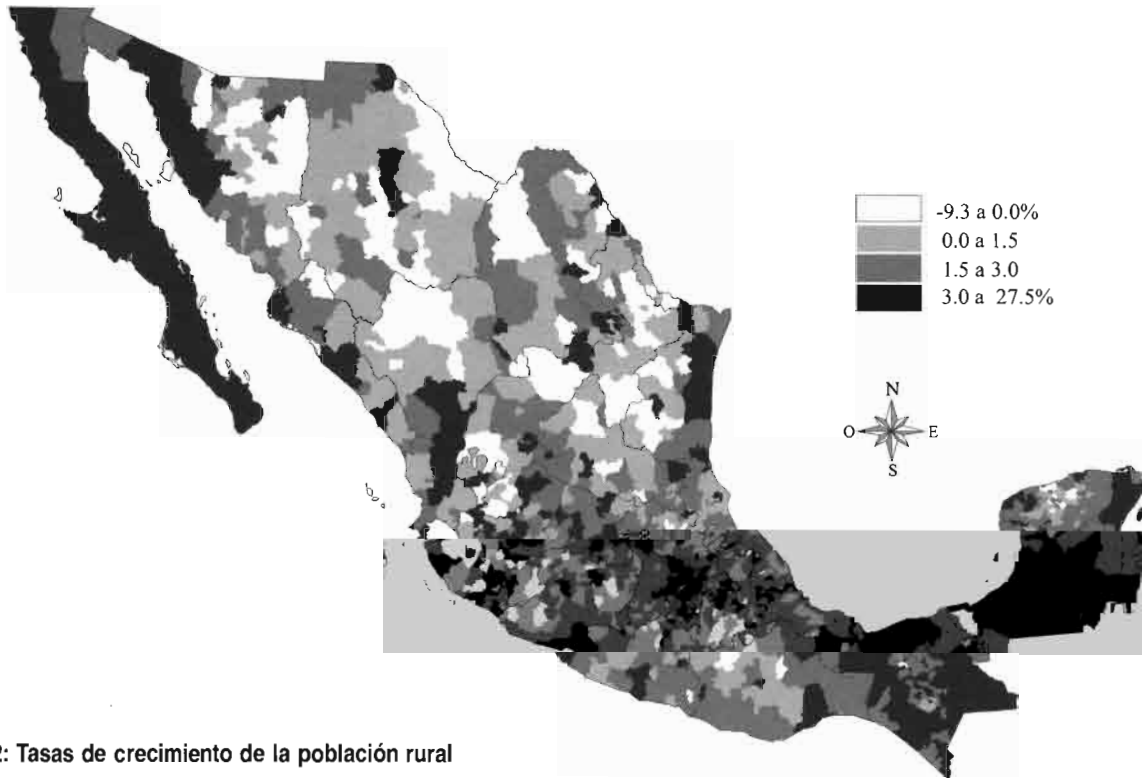 -9.3 a 0.0%
0.0 a 1.5
1.5 a 3.0
3.0 a 27.5%
N
O E
S
2: Tasas de crecimiento de la población rural